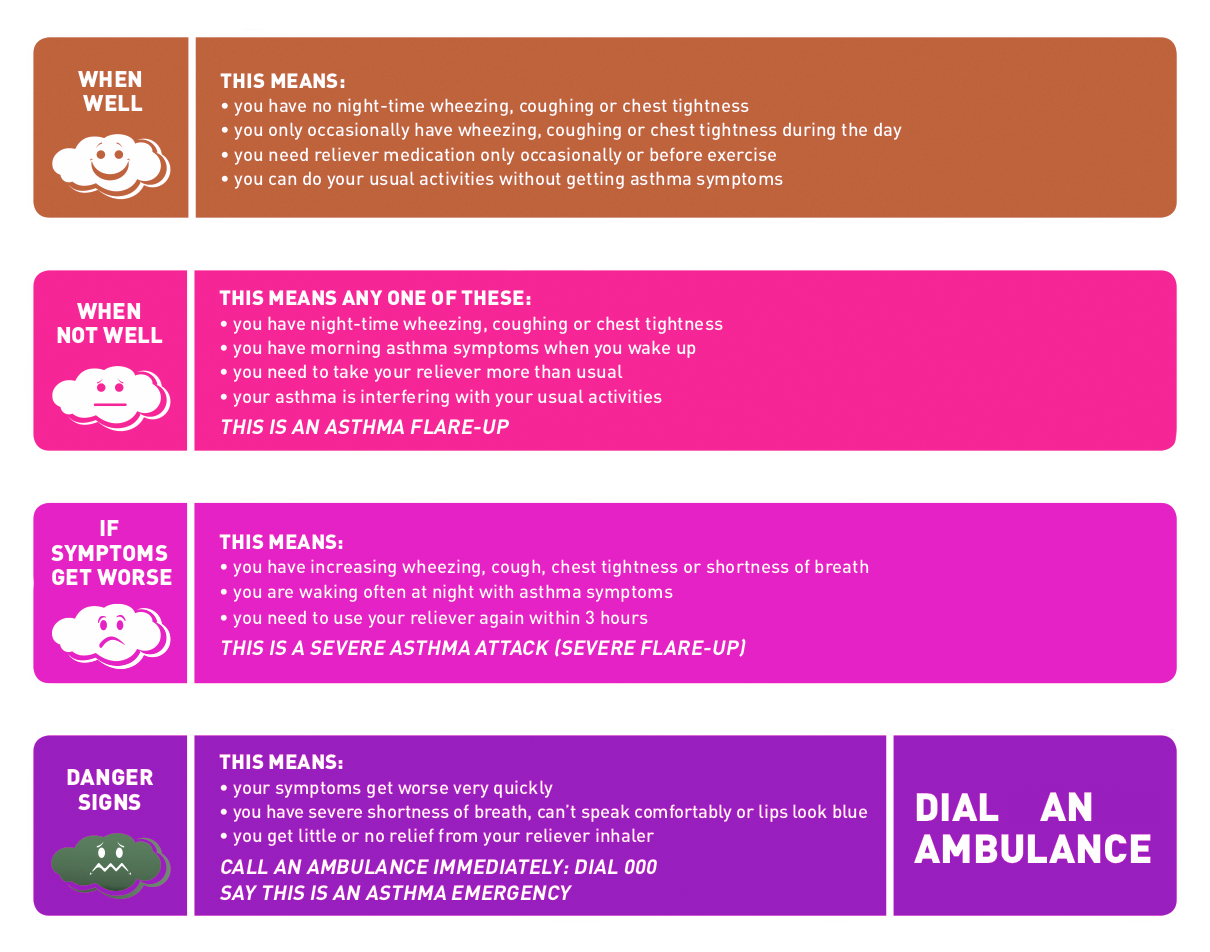 WHEN
WELL
THIS MEANS:
• you have no night-time wheezing, coughing or chest tightness
• you only occasionally have wheezing, coughing or chest tightness during the day
• you need reliever medication only occasionally or before exercise
• you can do your usual activities without getting asthma symptoms
WHEN
NOT WELL
THIS MEANS ANY ONE OF THESE:
• you have night-time wheezing, coughing or chest tightness
• you have morning asthma symptoms when you wake up
• you need to take your reliever more than usual
• your asthma is interfering with your usual activities
THIS IS AN ASTHMA FLARE-UP
IF
SYMPTOMS
GET WORSE
THIS MEANS:
• you have increasing wheezing, cough, chest tightness or shortness of breath
• you are waking often at night with asthma symptoms
• you need to use your reliever again within 3 hours
THIS IS A SEVERE ASTHMA ATTACK (SEVERE FLARE-UP)
DANGER
SIGNS
THIS MEANS:
• your symptoms get worse very quickly
• you have severe shortness of breath, can’t speak comfortably or lips look blue
• you get little or no relief from your reliever inhaler
CALL AN AMBULANCE IMMEDIATELY: DIAL 000
SAY THIS IS AN ASTHMA EMERGENCY
DIAL AN
AMBULANCE